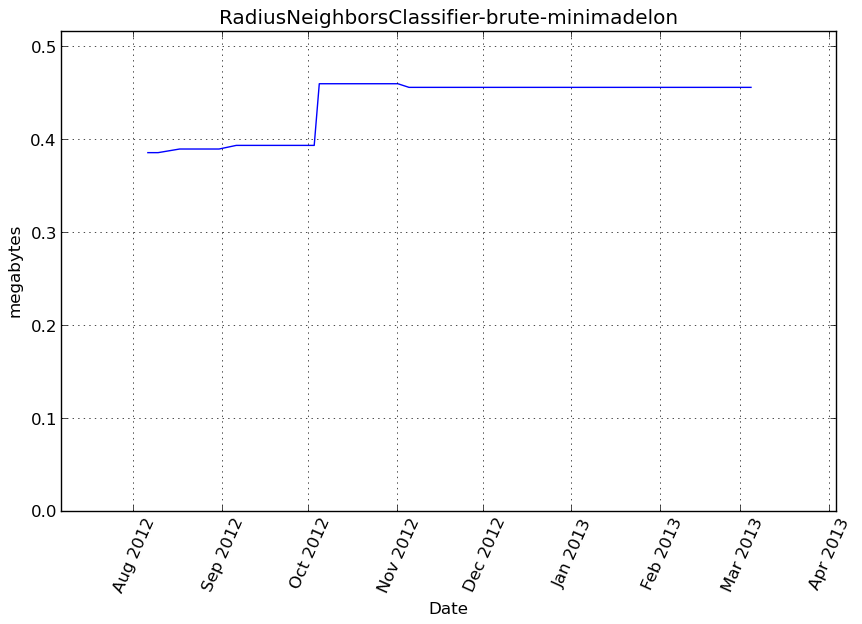 RadiusNeighborsClassifier-brute-minimadelon
0.5
0.4
0.3
0.2
0.1
0.0
megabytes
Aug 2012
Sep 2012
Oct 2012
Nov 2012
Dec 2012
Jan 2013
Feb 2013
Mar 2013
Apr 2013
Date